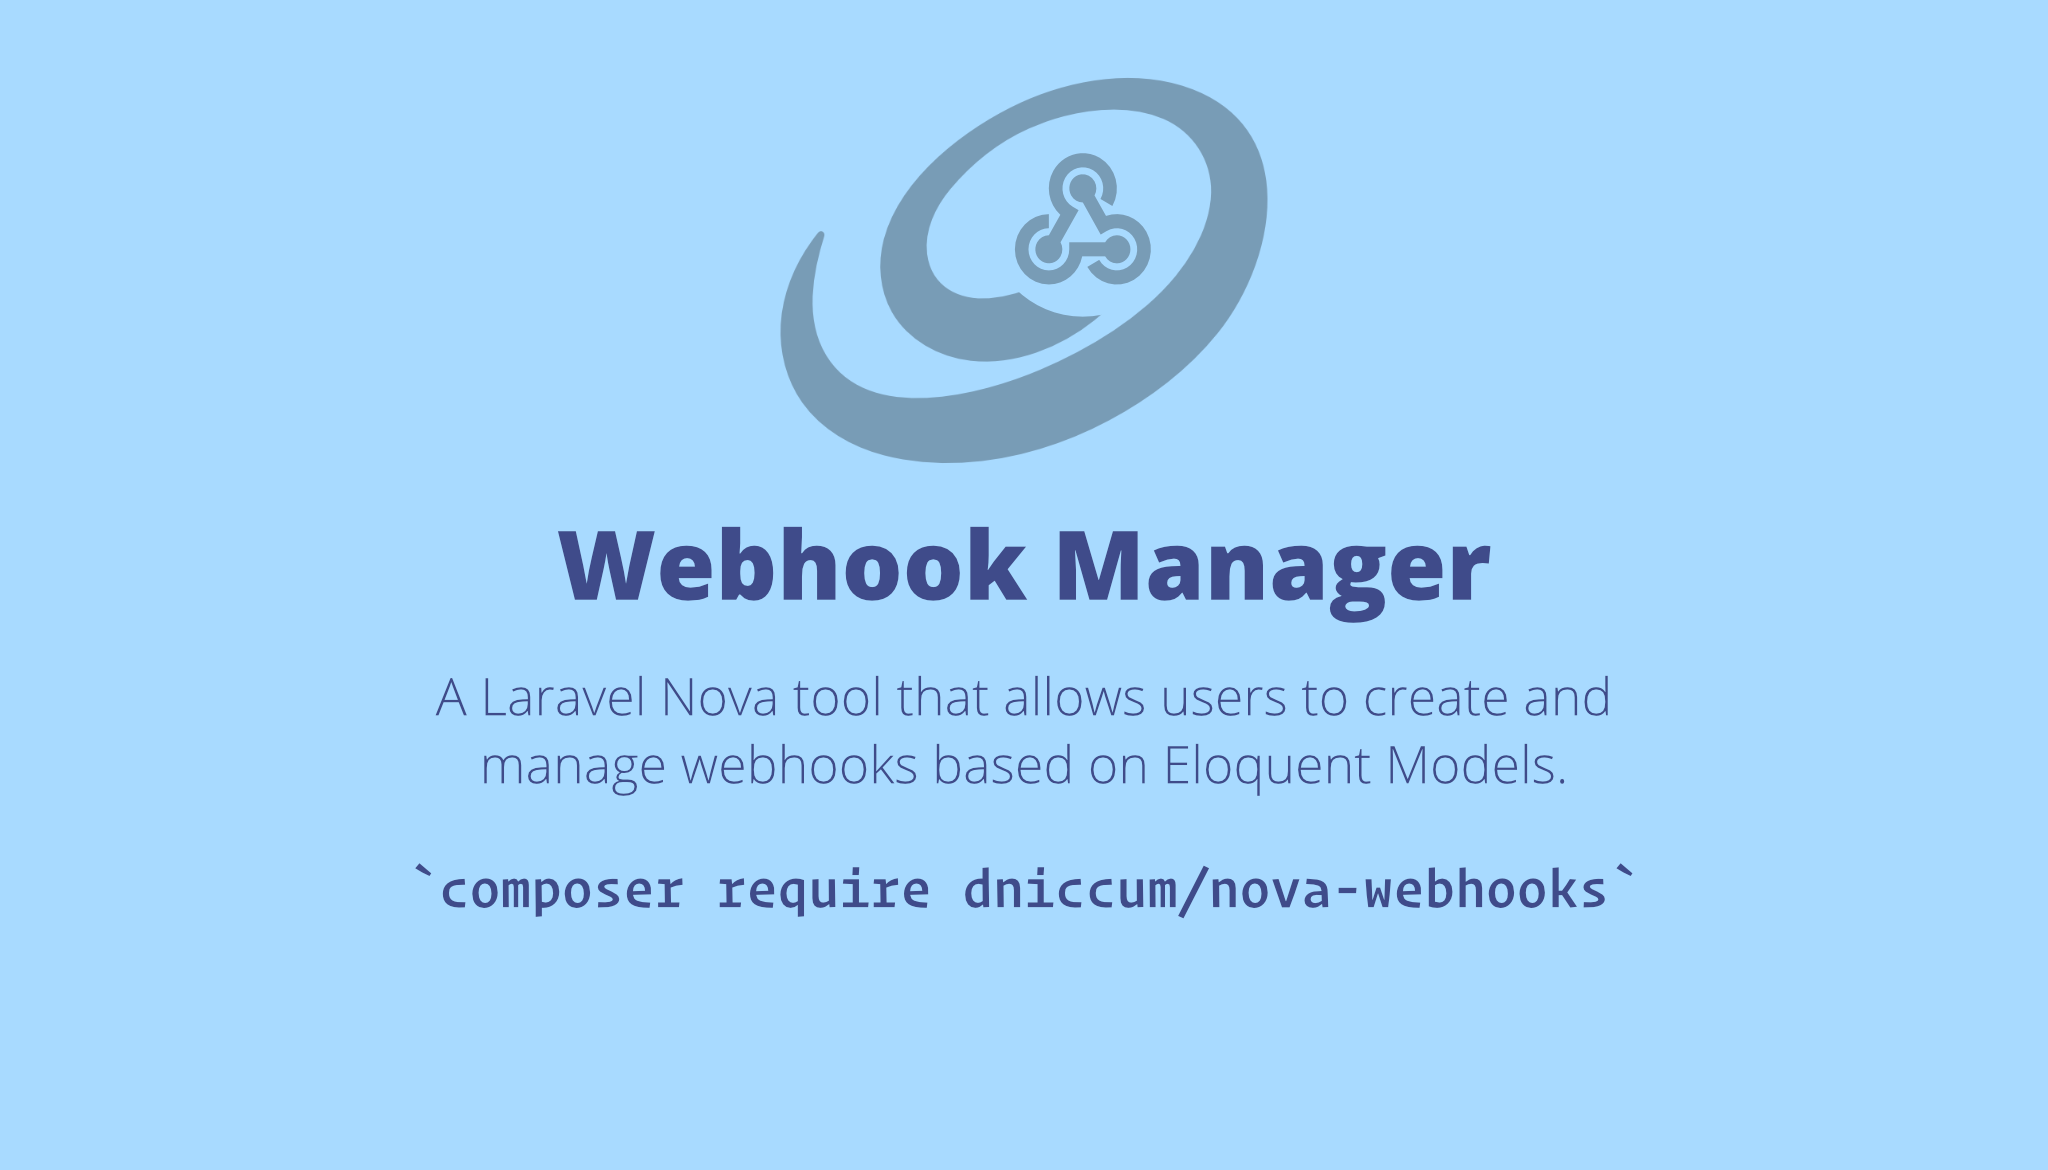 Webhook Manager
A Laravel Nova tool that allows users to create and
manage webhooks based on Eloquent Models.
`composer require dniccum/nova-webhooks`